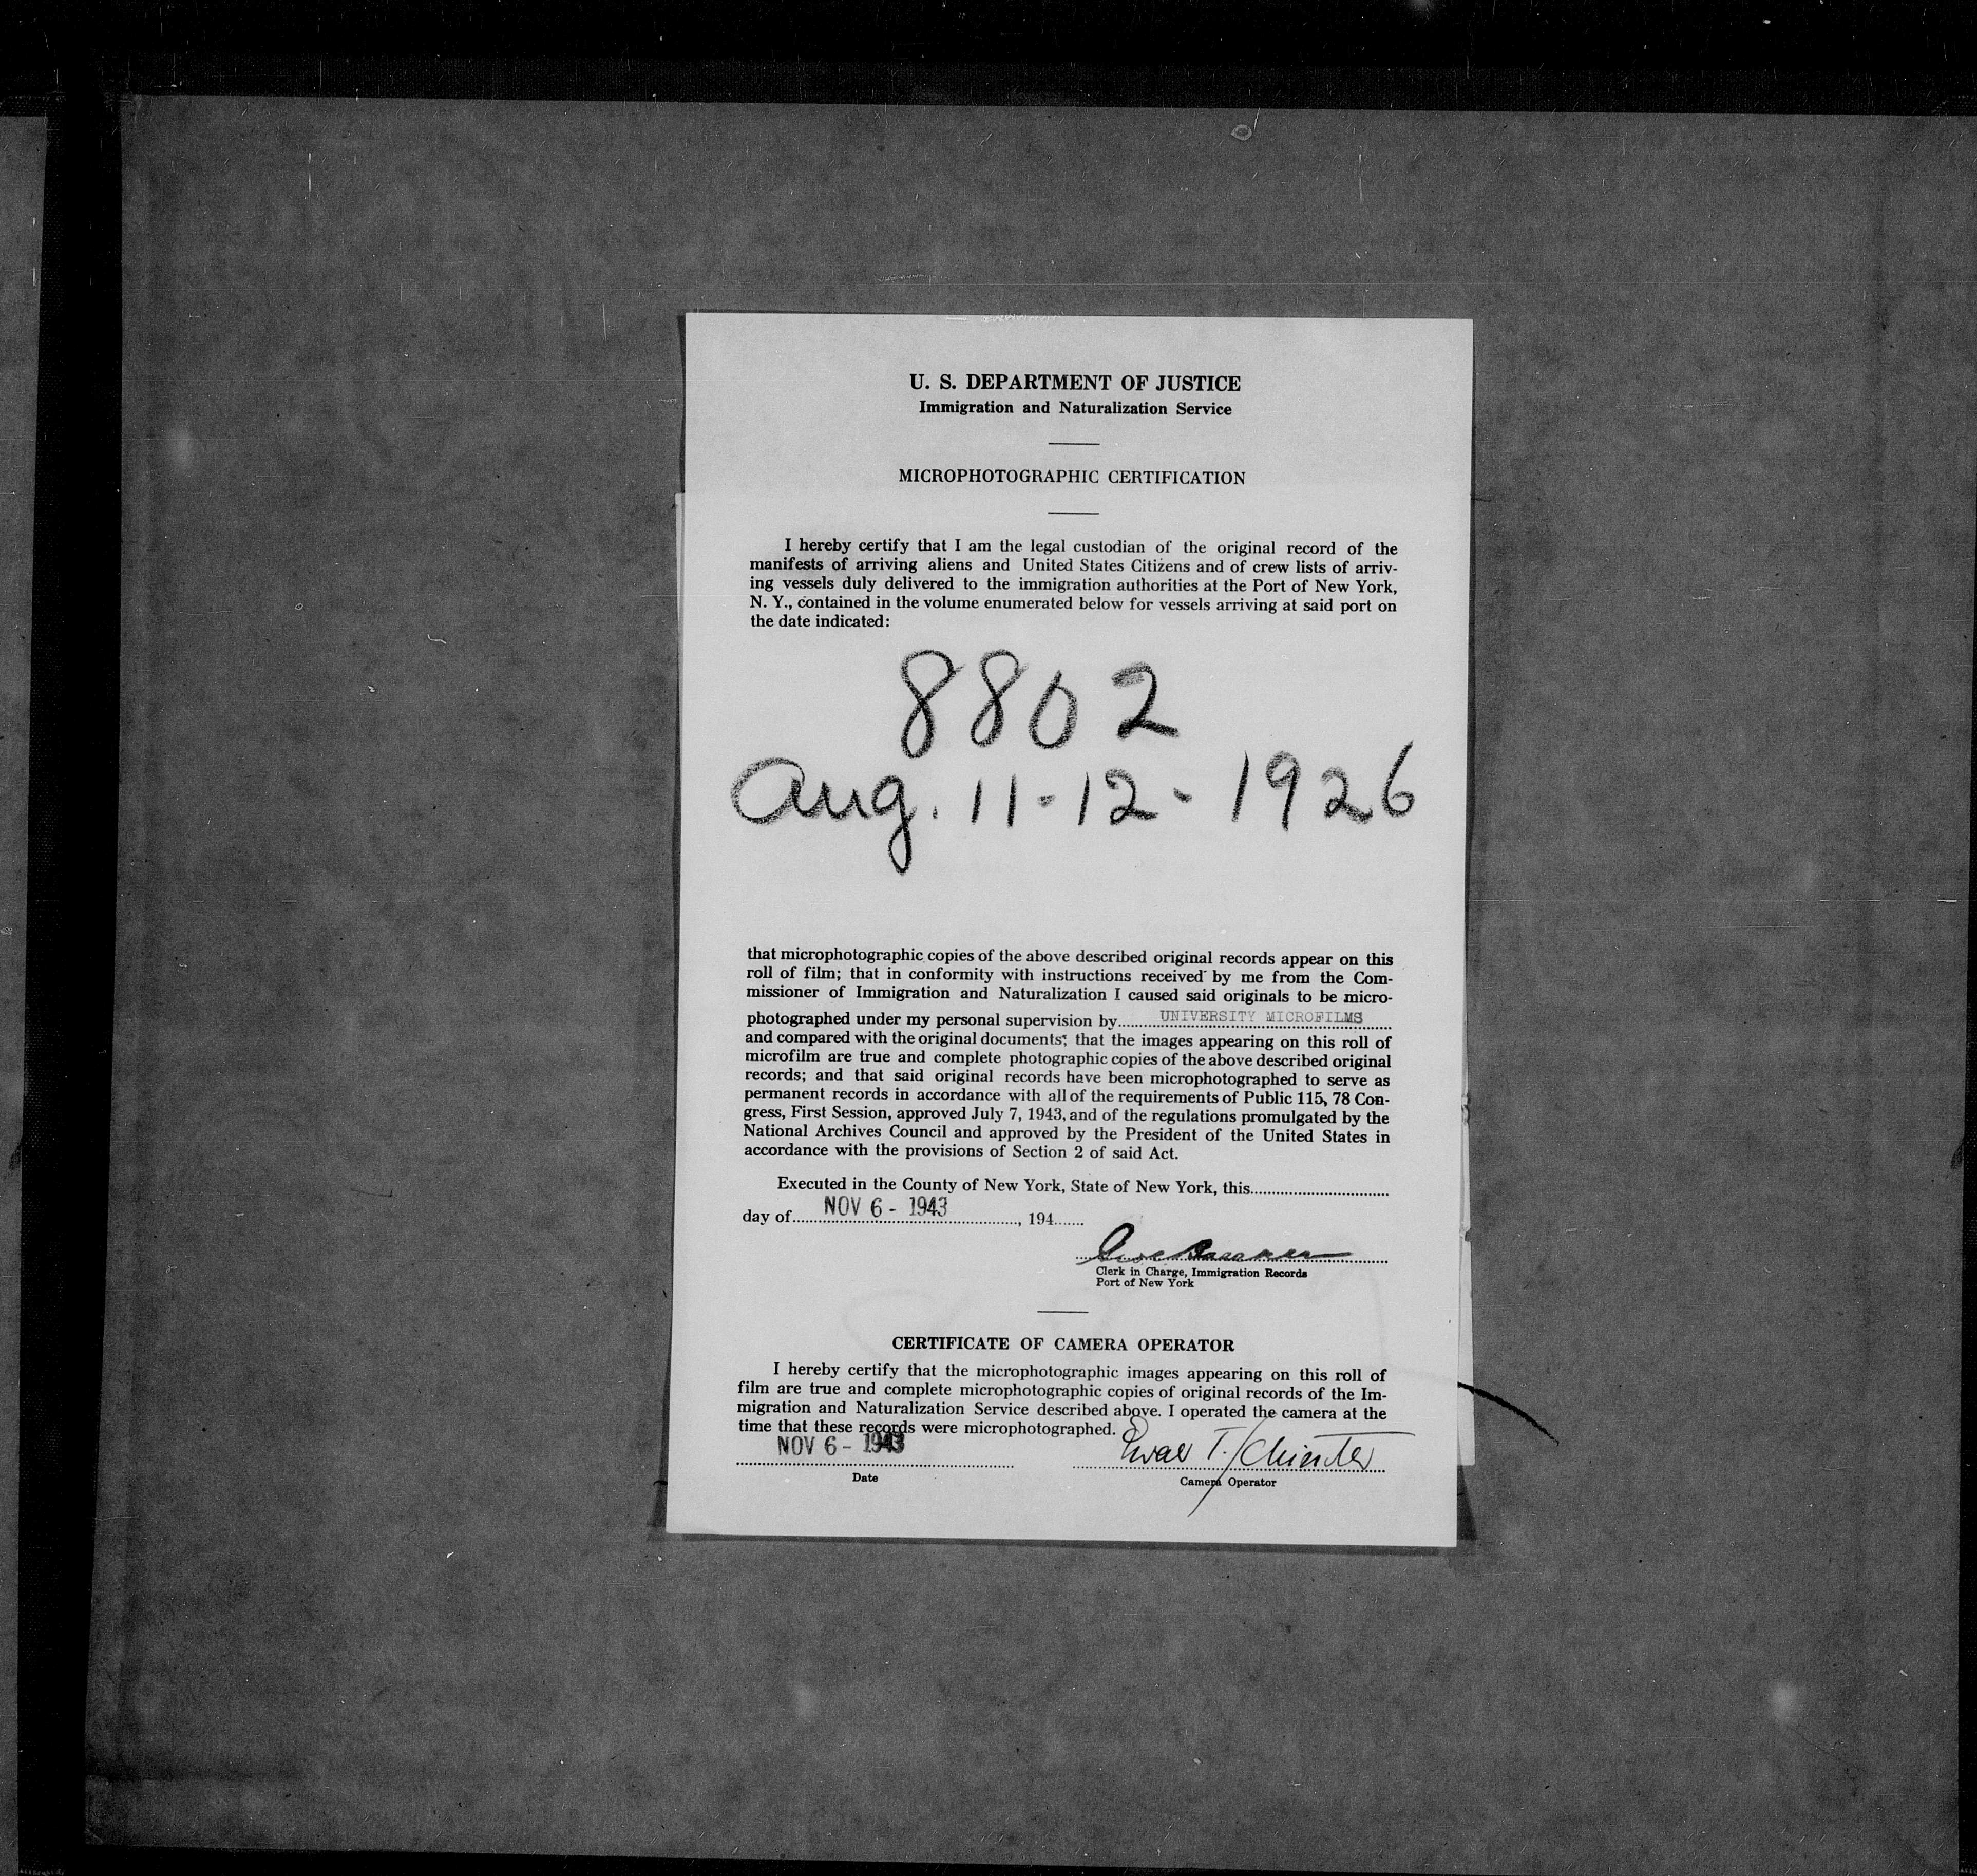 U. S. DEPARTMENT OF JUSTICE
Immigration and Naturalization Service
MICROPHOTOGRAPHIC CERTIFICATION
I hereby certify that I am the legal custodian of the original record of the
manifests of arriving aliens and United States Citizens and of crew lists of arriv-
ing vessels duly delivered to the immigration authorities at the Port of New York,
N. Y., contained in the volume enumerated below for vessels arriving at said port on
the date indicated:
8802
Aug. 11-12-1926
that microphotographic copies of the above described original records appear on this
roll of film; that in conformity with instructions received by me from the Com-
missioner of Immigration and Naturalization I caused said originals to be micro-
photographed under my personal supervision by UNIVERSITY MICROFILMS
and compared with the original documents; that the images appearing on this roll of
microfilm are true and complete photographic copies of the above described original
records; and that said original records have been microphotographed to serve as
permanent records in accordance with all of the requirements of Public 115, 78 Con-
gress, First Session, approved July 7, 1943, and of the regulations promulgated by the
National Archives Council and approved by the President of the United States in
accordance with the provisions of Section 2 of said Act.
Executed in the County of New York, State of New York, this
day of NOV 6 - 1943, 194
Clerk in Charge, Immigration Records
Port of New York
CERTIFICATE OF CAMERA OPERATOR
I hereby certify that the microphotographic images appearing on this roll of
film are true and complete microphotographic copies of original records of the Im-
migration and Naturalization Service described above. I operated the camera at the
time that these records were microphotographed.
NOV 6 - 1943
Date
Camera Operator